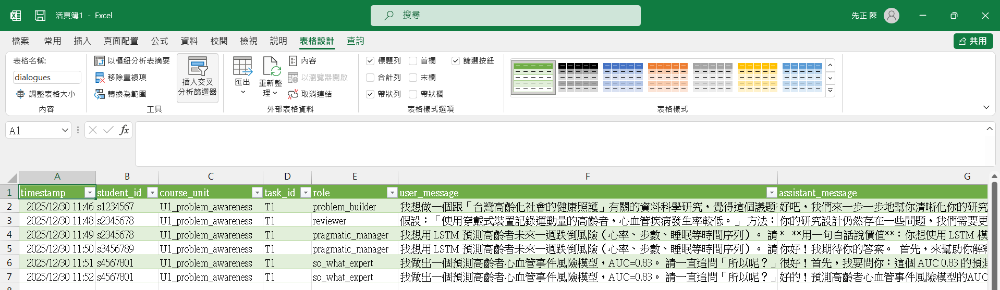 活頁簿1 - Excel
搜尋
先正 陳
檔案 常用 插入 頁面配置 公式 資料 校閱 檢視 說明 表格設計 查詢
共用
表格名稱:
dialogues
調整表格大小
內容
以樞紐分析表摘要
移除重複項
轉換為範圍
插入交叉
分析篩選器
工具
匯出
重新整
理
內容
以瀏覽器開啟
取消連結
外部表格資料
標題列 首欄 篩選按鈕
合計列 末欄
帶狀列 帶狀欄
表格樣式選項
表格樣式
A1
fx
A B C D E F G
1 timestamp student_id course_unit task_id role user_message assistant_message
2 2025/12/30 11:46 s1234567 U1_problem_awareness T1 problem_builder 我想做一個跟「台灣高齡化社會的健康照護」有關的資料科學研究，覺得這個議題 好吧，我們來一步一步地幫你清晰化你的研究
3 2025/12/30 11:48 s2345678 U1_problem_awareness T1 reviewer 假設：「使用穿戴式裝置記錄運動量的高齡者，心血管疾病發生率較低。」 方法： 你的研究設計仍然存在一些問題，我們需要更
4 2025/12/30 11:49 s2345678 U1_problem_awareness T1 pragmatic_manager 我想用 LSTM 預測高齡者未來一週跌倒風險（心率、步數、睡眠等時間序列）。 請 * **用一句白話說價值**：你想使用 LSTM 模
5 2025/12/30 11:50 s3456789 U1_problem_awareness T1 pragmatic_manager 我想用 LSTM 預測高齡者未來一週跌倒風險（心率、步數、睡眠等時間序列）。 請 你好！我期待你的答案。 首先，來幫助你解釋
6 2025/12/30 11:51 s4567801 U1_problem_awareness T1 so_what_expert 我做出一個預測高齡者心血管事件風險模型，AUC=0.83。 請一直追問「所以呢？」 很好！首先，我要問你：這個 AUC 0.83 的預測
7 2025/12/30 11:52 s4567801 U1_problem_awareness T1 so_what_expert 我做出一個預測高齡者心血管事件風險模型，AUC=0.83。 請一直追問「所以呢？」 好的！預測高齡者心血管事件風險模型的AUC